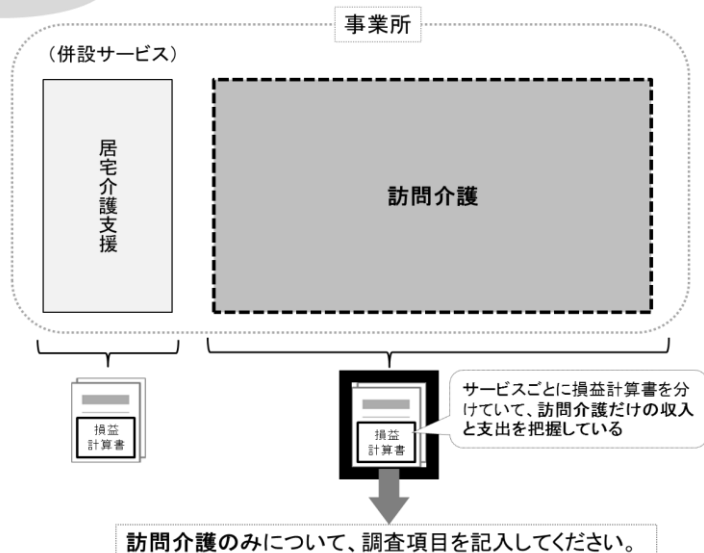 事業所
(併設サービス)
居宅介護支援
訪問介護
損益
計算書
損益
計算書
サービスごとに損益計算書を分
けていて、訪問介護だけの収入
と支出を把握している
訪問介護のみについて、調査項目を記入してください。